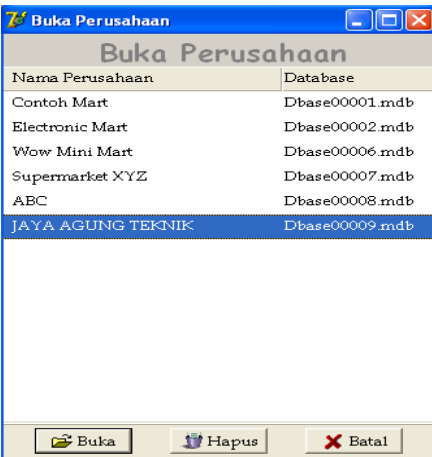 Buka Perusahaan
Buka Perusahaan
Nama Perusahaan Database
Contoh Mart Dbase00001.mdb
Electronic Mart Dbase00002.mdb
Wow Mini Mart Dbase00006.mdb
Supermarket XYZ Dbase00007.mdb
ABC Dbase00008.mdb
JAYA AGUNG TEKNIK Dbase00009.mdb
Buka Hapus Batal